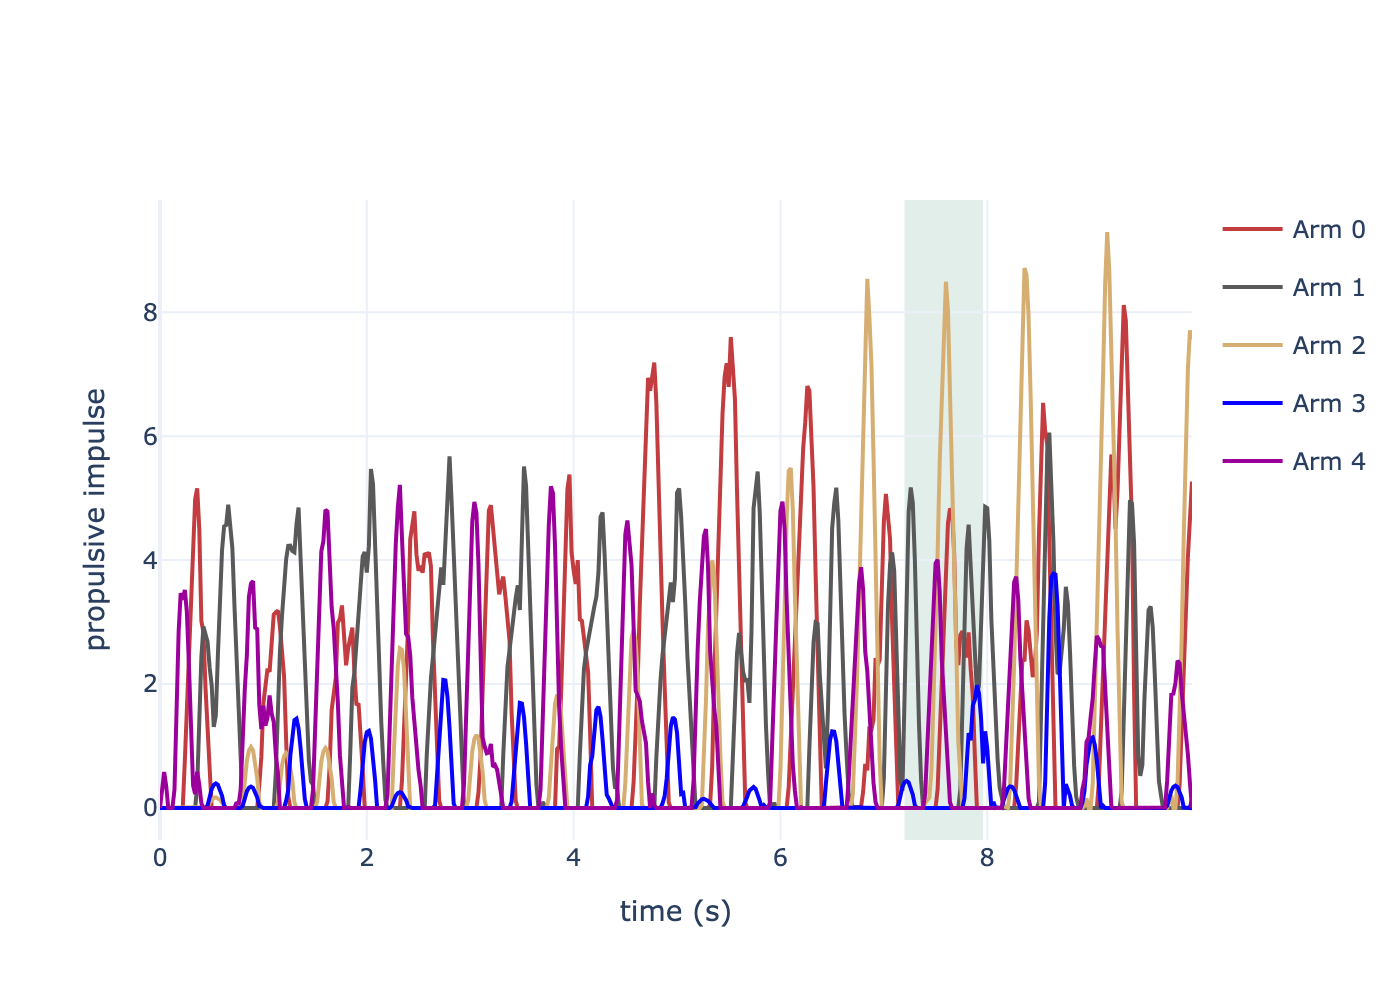 Arm 0
Arm 1
Arm 2
Arm 3
Arm 4
8
6
4
2
0
propulsive impulse
0 2 4 6 8
time (s)